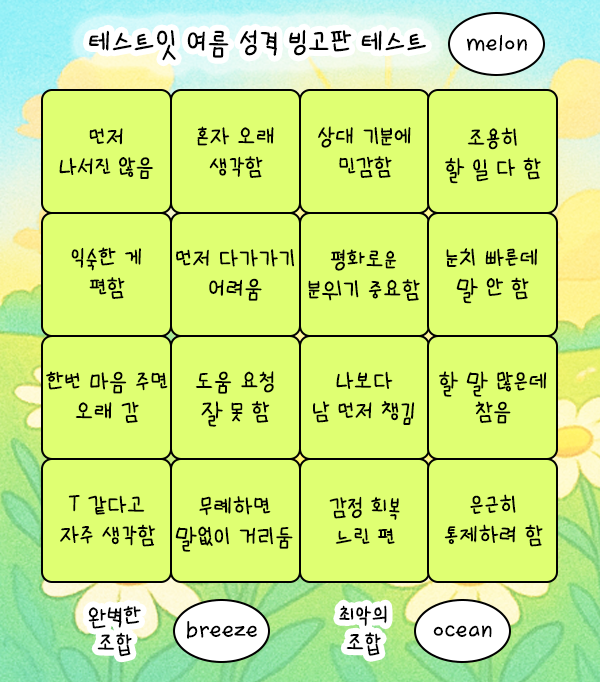 테스트잇 여름 성격 빙고판 테스트
melon
먼저
나서진 않음
혼자 오래
생각함
상대 기분에
민감함
조용히
할 일 다 함
익숙한 게
편함
먼저 다가가기
어려움
평화로운
분위기 중요함
눈치 빠른데
말 안 함
한번 마음 주면
오래 감
도움 요청
잘 못 함
나보다
남 먼저 챙김
할 말 많은데
참음
T 같다고
자주 생각함
무례하면
말없이 거리둠
감정 회복
느린 편
은근히
통제하려 함
완벽한
조합
breeze
최악의
조합
ocean